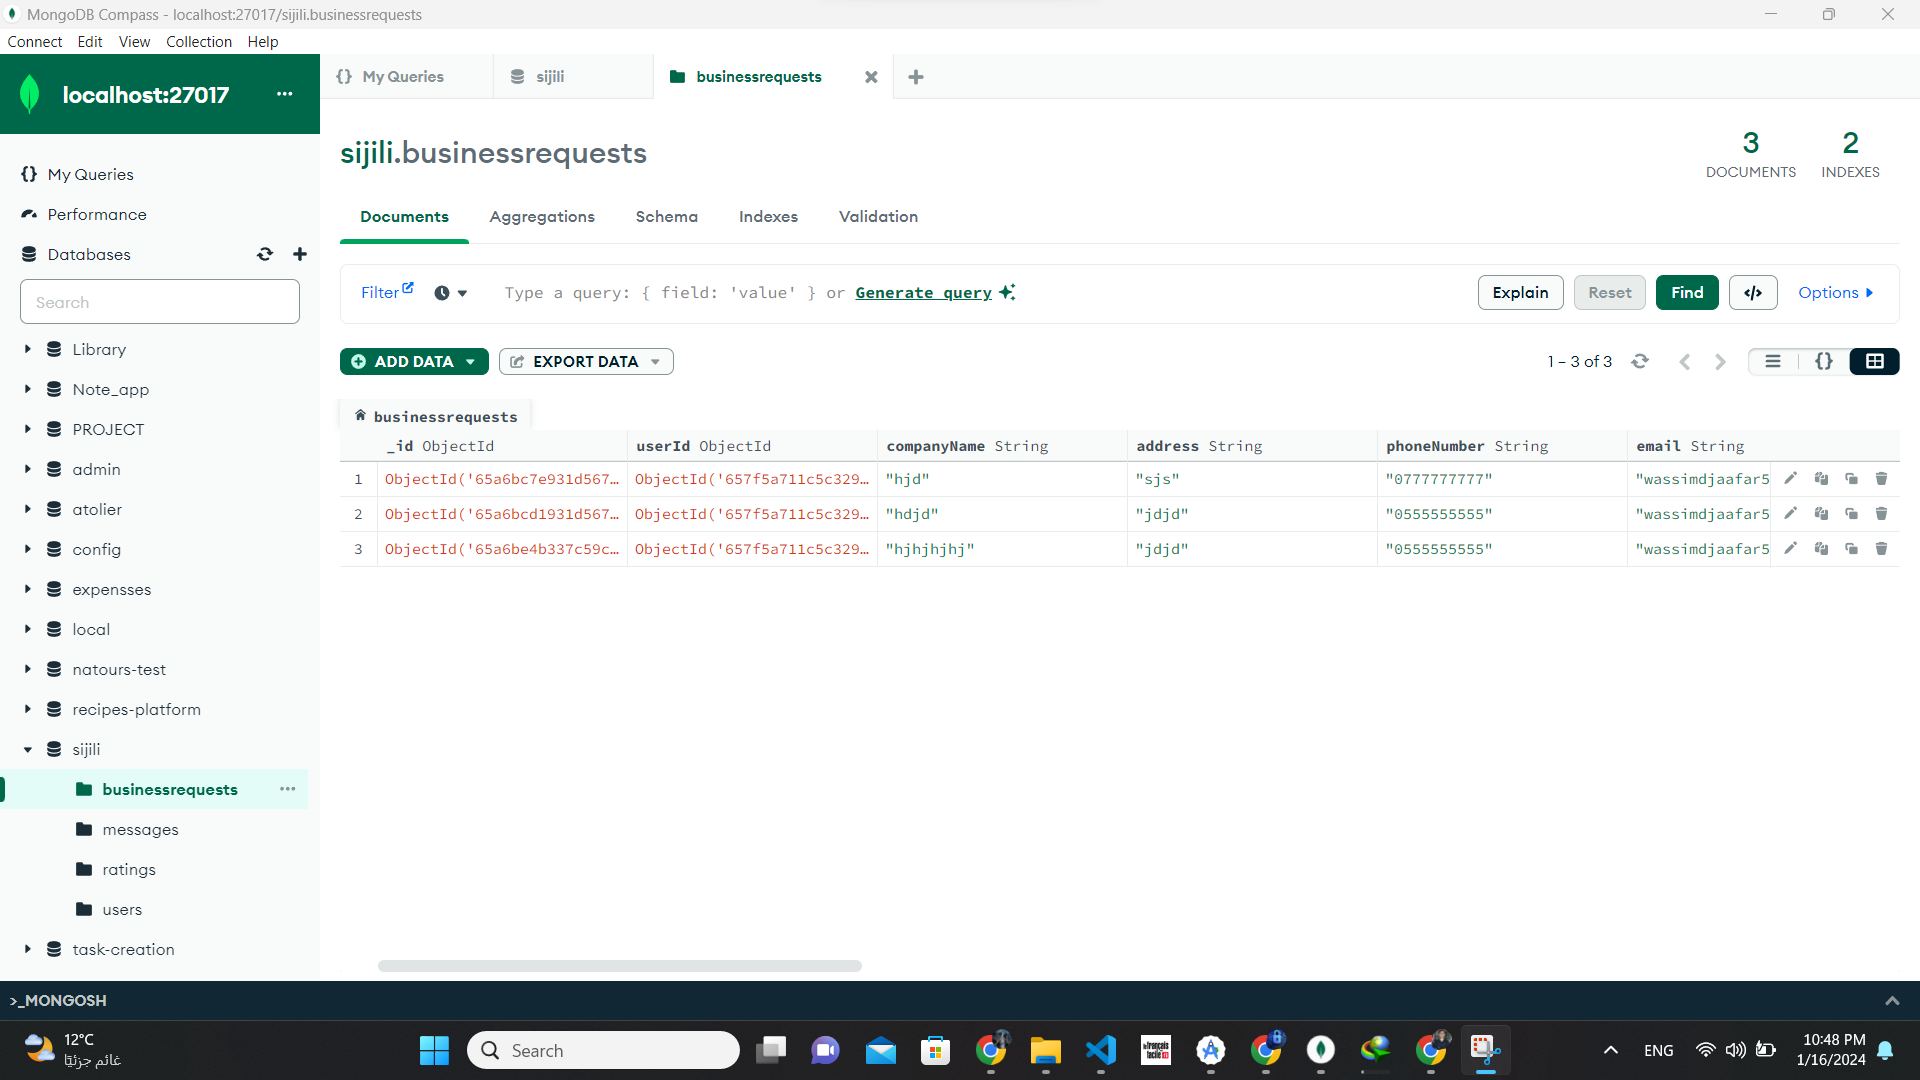 MongoDB Compass - localhost:27017/sijili.businessrequests
Connect Edit View Collection Help
localhost:27017 ...
{} My Queries
sijili
businessrequests
My Queries
Performance
Databases
Search
Library
Note_app
PROJECT
admin
atolier
config
expensses
local
natours-test
recipes-platform
sijili
businessrequests
messages
ratings
users
task-creation
sijili.businessrequests
3 DOCUMENTS
2 INDEXES
Documents Aggregations Schema Indexes Validation
Filter Type a query: { field: 'value' } or Generate query Explain Reset Find </> Options
ADD DATA EXPORT DATA 1 – 3 of 3 {}
businessrequests
_id ObjectId userId ObjectId companyName String address String phoneNumber String email String
1 ObjectId('65a6bc7e931d567... ObjectId('657f5a711c5c329... "hjd" "sjs" "0777777777" "wassimdjaafar5
2 ObjectId('65a6bcd1931d567... ObjectId('657f5a711c5c329... "hdjd" "jdjd" "0555555555" "wassimdjaafar5
3 ObjectId('65a6be4b337c59c... ObjectId('657f5a711c5c329... "hjhjhjhj" "jdjd" "0555555555" "wassimdjaafar5
>_MONGOSH
12°C
غائم جزئيًا
Search
ENG
10:48 PM
1/16/2024